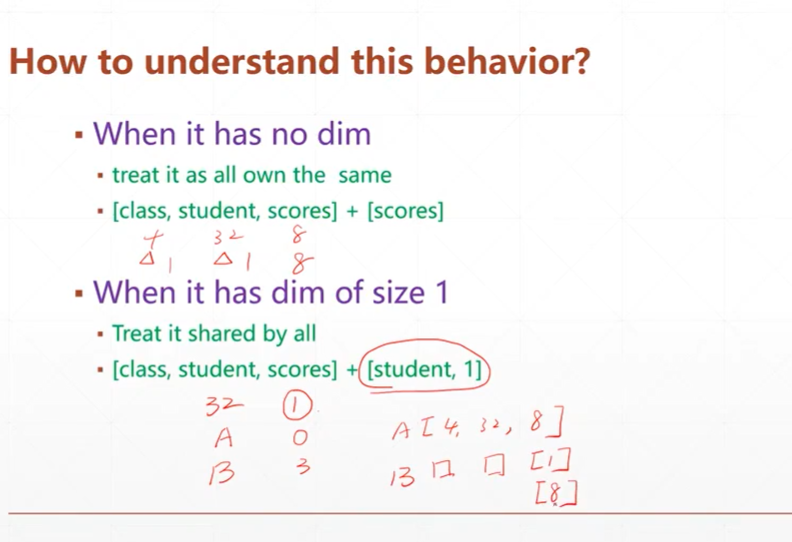 How to understand this behavior?
▪ When it has no dim
▪ treat it as all own the same
▪ [class, student, scores] + [scores]
4 32 8
△ 1 △ 1 8
▪ When it has dim of size 1
▪ Treat it shared by all
▪ [class, student, scores] + [student, 1]
32 1
A 0
B 3
A [4, 32, 8]
B □ □ [1]
[8]